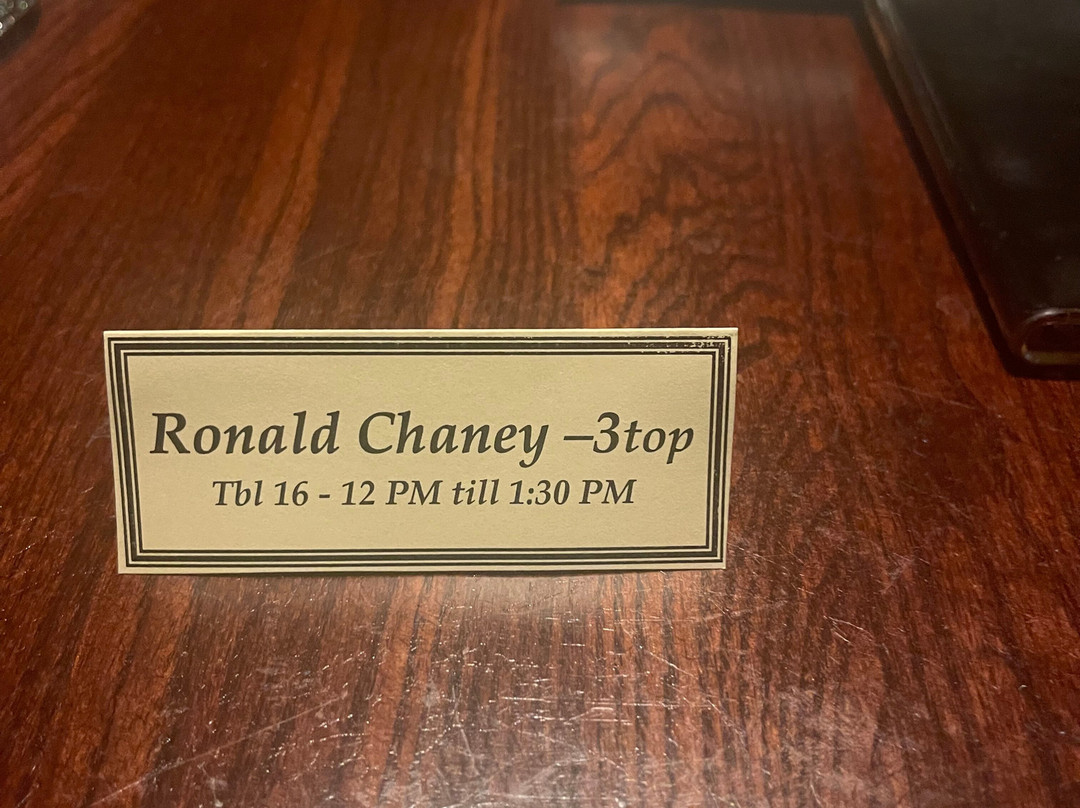 Ronald Chaney –3top
Tbl 16 - 12 PM till 1:30 PM